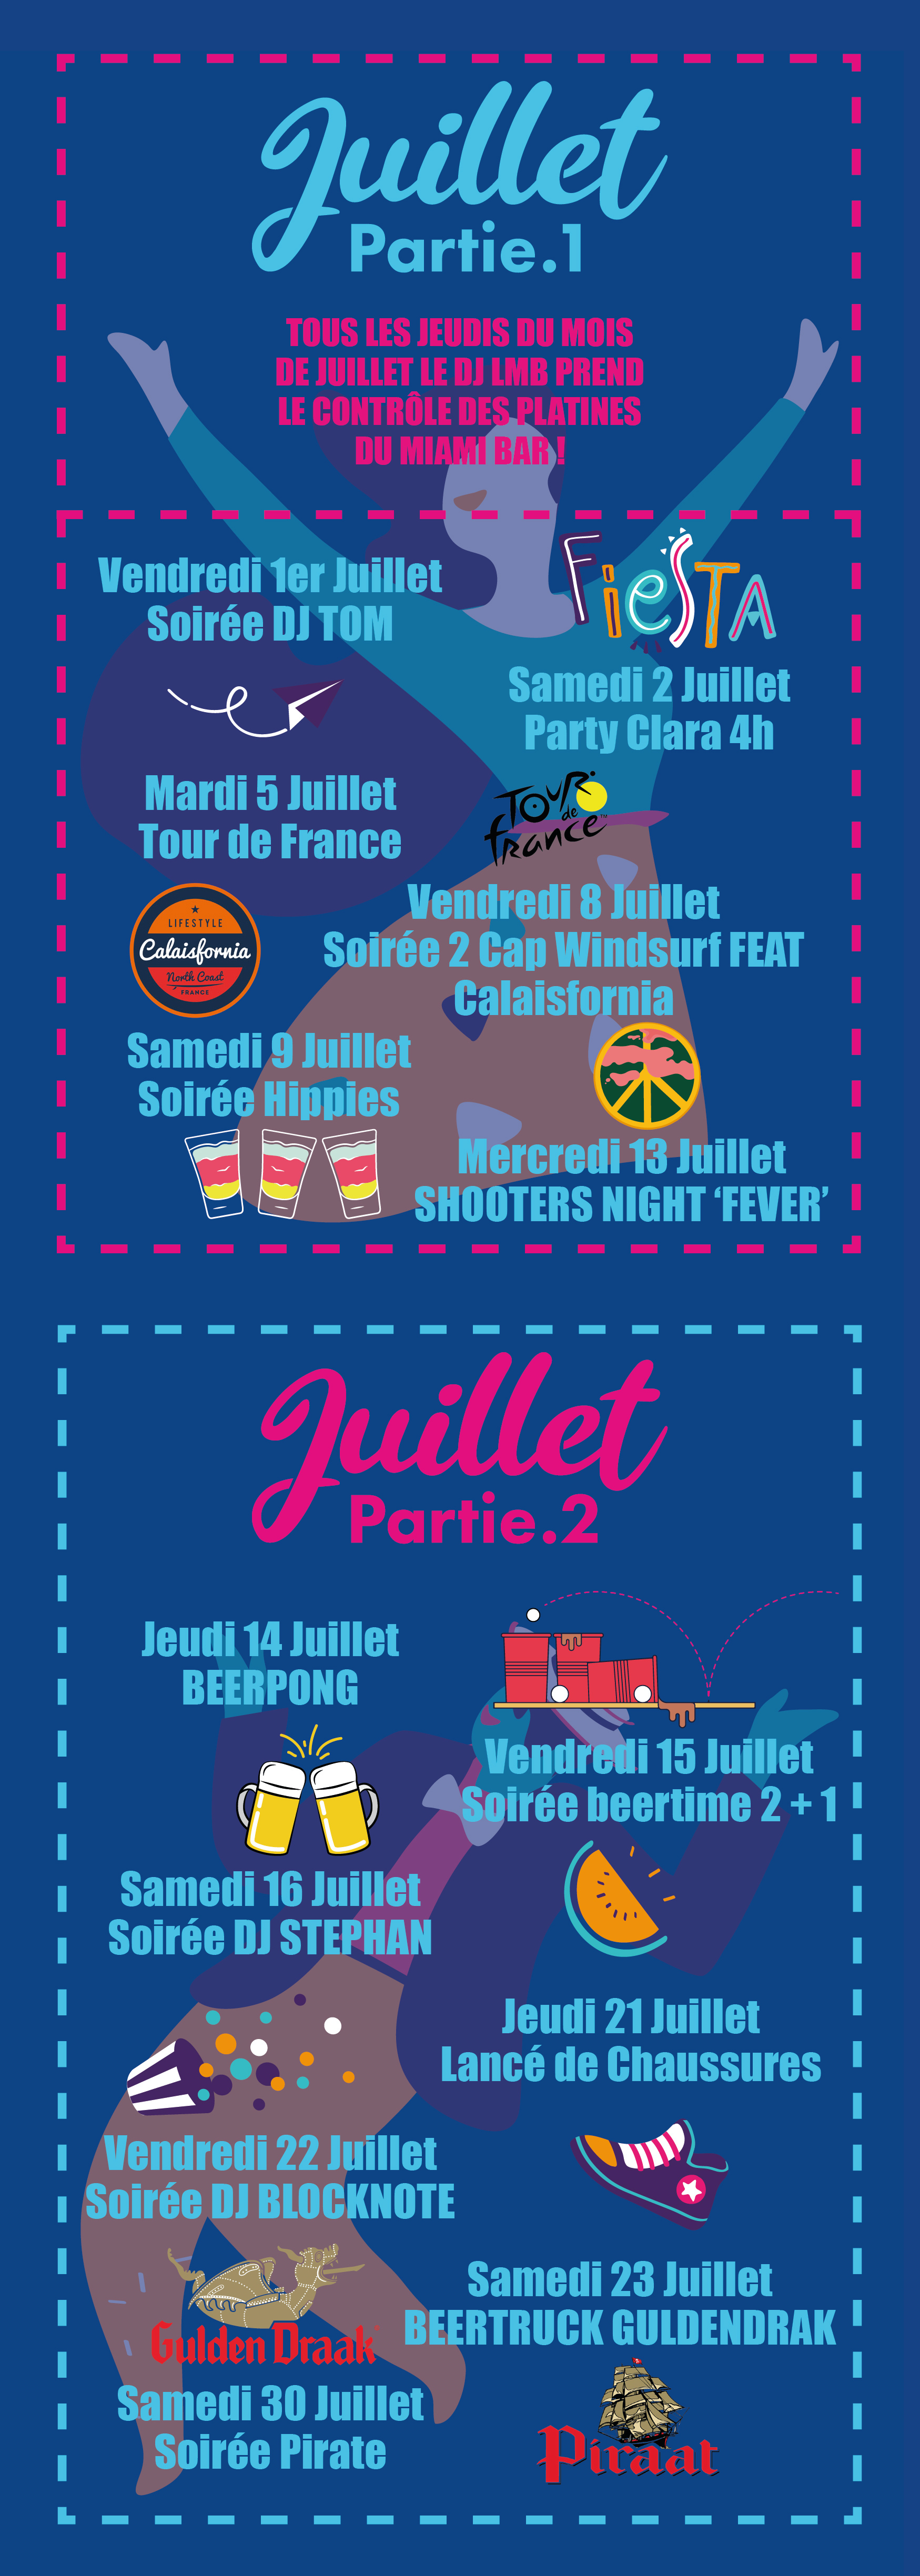 Juillet
Partie.1
TOUS LES JEUDIS DU MOIS
DE JUILLET LE DJ LMB PREND
LE CONTRÔLE DES PLATINES
DU MIAMI BAR !
Vendredi 1er Juillet
Soirée DJ TOM
FiESTA
Samedi 2 Juillet
Party Clara 4h
Mardi 5 Juillet
Tour de France
TOUR
de
france
LIFESTYLE
Calaisfornia
North Coast
FRANCE
Vendredi 8 Juillet
Soirée 2 Cap Windsurf FEAT
Calaisfornia
Samedi 9 Juillet
Soirée Hippies
Mercredi 13 Juillet
SHOOTERS NIGHT ‘FEVER’
Juillet
Partie.2
Jeudi 14 Juillet
BEERPONG
Vendredi 15 Juillet
Soirée beertime 2 + 1
Samedi 16 Juillet
Soirée DJ STEPHAN
Jeudi 21 Juillet
Lancé de Chaussures
Vendredi 22 Juillet
Soirée DJ BLOCKNOTE
Gulden Draak
Samedi 23 Juillet
BEERTRUCK GULDENDRAK
Samedi 30 Juillet
Soirée Pirate
Piraat